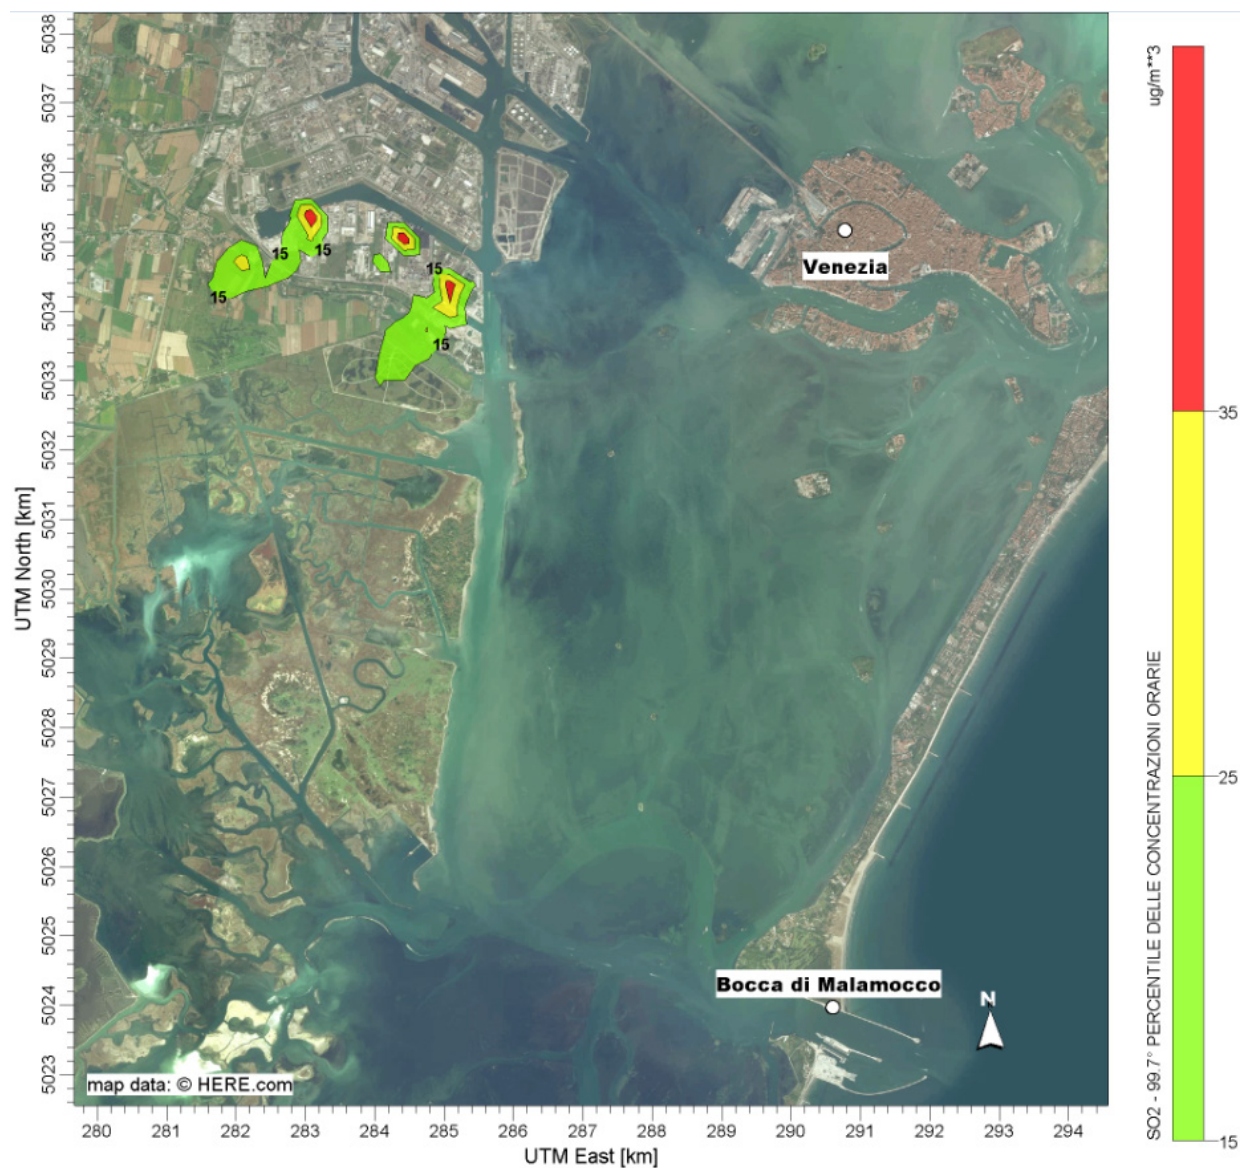 5038
5037
5036
5035
5034
5033
5032
5031
5030
5029
5028
5027
5026
5025
5024
5023
UTM North [km]
15
15
15
15
15
Venezia
Bocca di Malamocco
N
map data: © HERE.com
280 281 282 283 284 285 286 287 288 289 290 291 292 293 294
UTM East [km]
ug/m**3
35
25
15
SO2 - 99.7° PERCENTILE DELLE CONCENTRAZIONI ORARIE